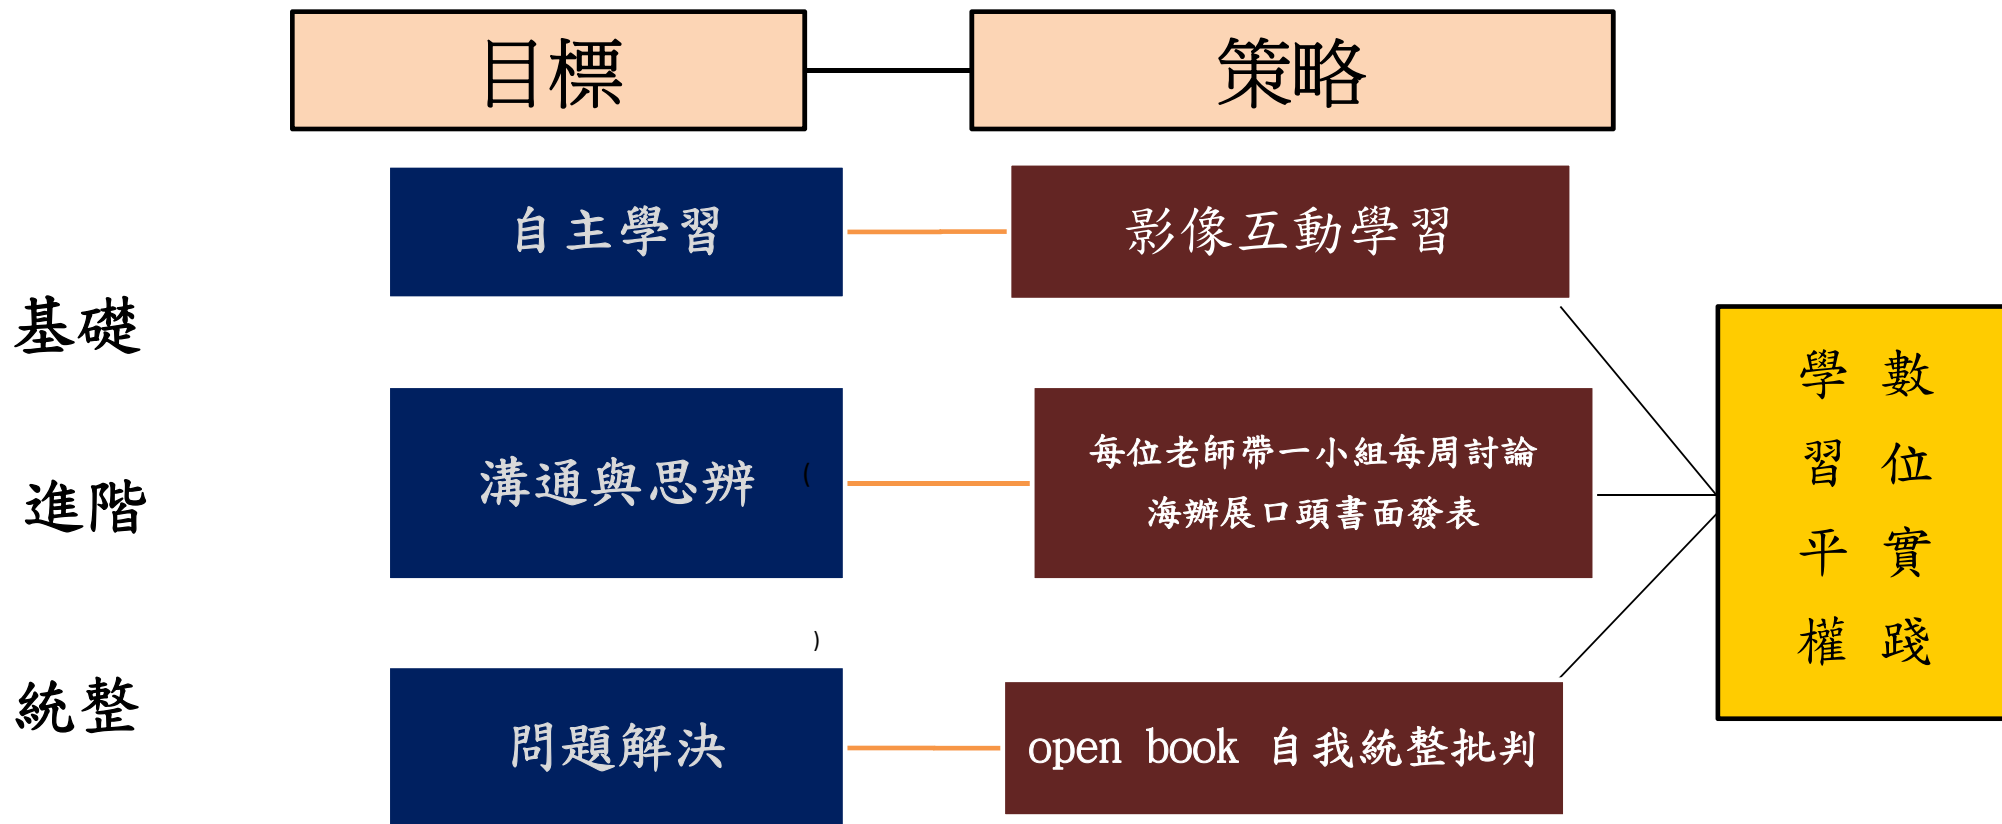 目標
策略
基礎
自主學習
影像互動學習
進階
溝通與思辨
(
每位老師帶一小組每周討論
海辦展口頭書面發表
)
統整
問題解決
open book 自我統整批判
數位實踐
學習平權